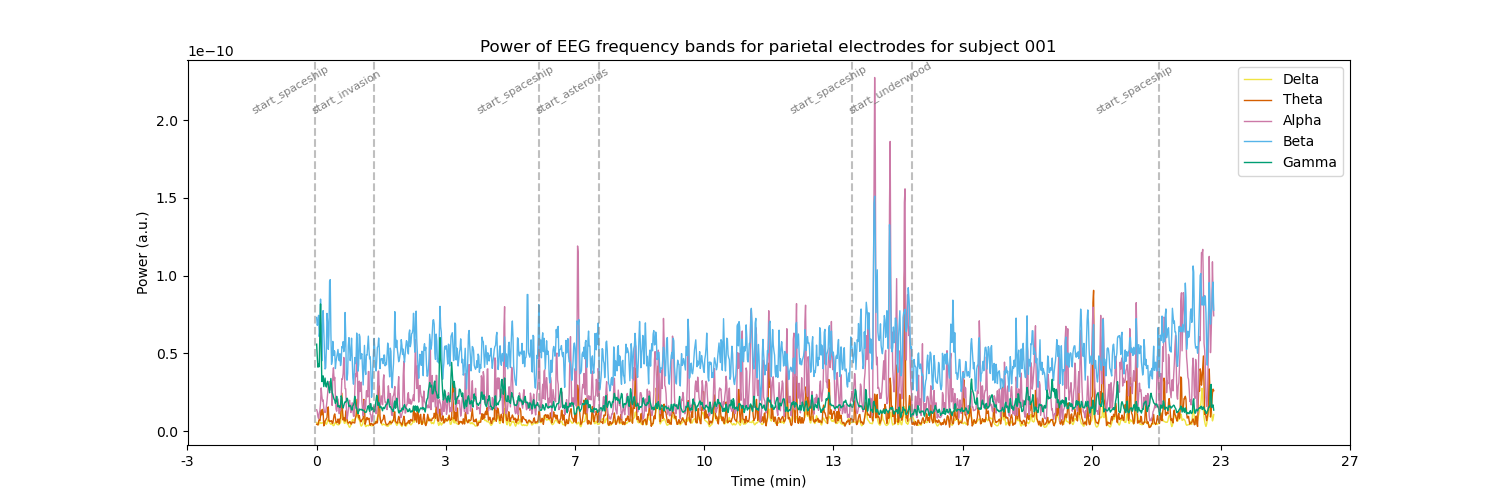 Power of EEG frequency bands for parietal electrodes for subject 001
1e−10
start_spaceship
start_invasion
start_spaceship
start_asteroids
start_spaceship
start_underwood
start_spaceship
Delta
Theta
Alpha
Beta
Gamma
2.0
1.5
1.0
0.5
0.0
Power (a.u.)
-3 0 3 7 10 13 17 20 23 27
Time (min)